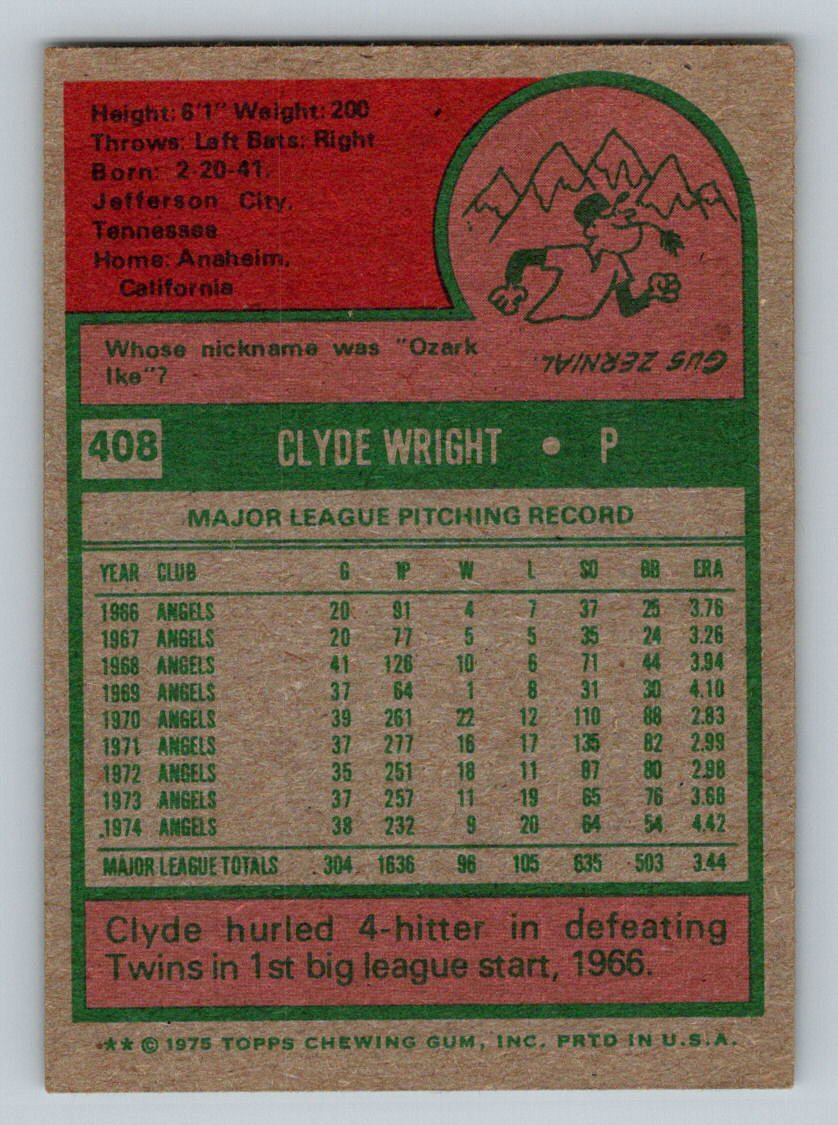 Height: 6'1" Weight: 200
Throws: Left Bats: Right
Born: 2-20-41,
Jefferson City,
Tennessee
Home: Anaheim,
California
Whose nickname was "Ozark
Ike"?
GUS ZERNIAL.
408 CLYDE WRIGHT • P
MAJOR LEAGUE PITCHING RECORD
YEAR CLUB G IP W L SO BB ERA
1966 ANGELS 20 91 4 7 37 25 3.76
1967 ANGELS 20 77 5 5 35 24 3.26
1968 ANGELS 41 126 10 6 71 44 3.94
1969 ANGELS 37 64 1 8 31 30 4.10
1970 ANGELS 39 261 22 12 110 88 2.83
1971 ANGELS 37 277 16 17 135 82 2.99
1972 ANGELS 35 251 18 11 87 80 2.98
1973 ANGELS 37 257 11 19 65 76 3.68
1974 ANGELS 38 232 9 20 64 54 4.42
MAJOR LEAGUE TOTALS 304 1636 96 105 635 503 3.44
Clyde hurled 4-hitter in defeating
Twins in 1st big league start, 1966.
** © 1975 TOPPS CHEWING GUM, INC. PRTD IN U.S.A.